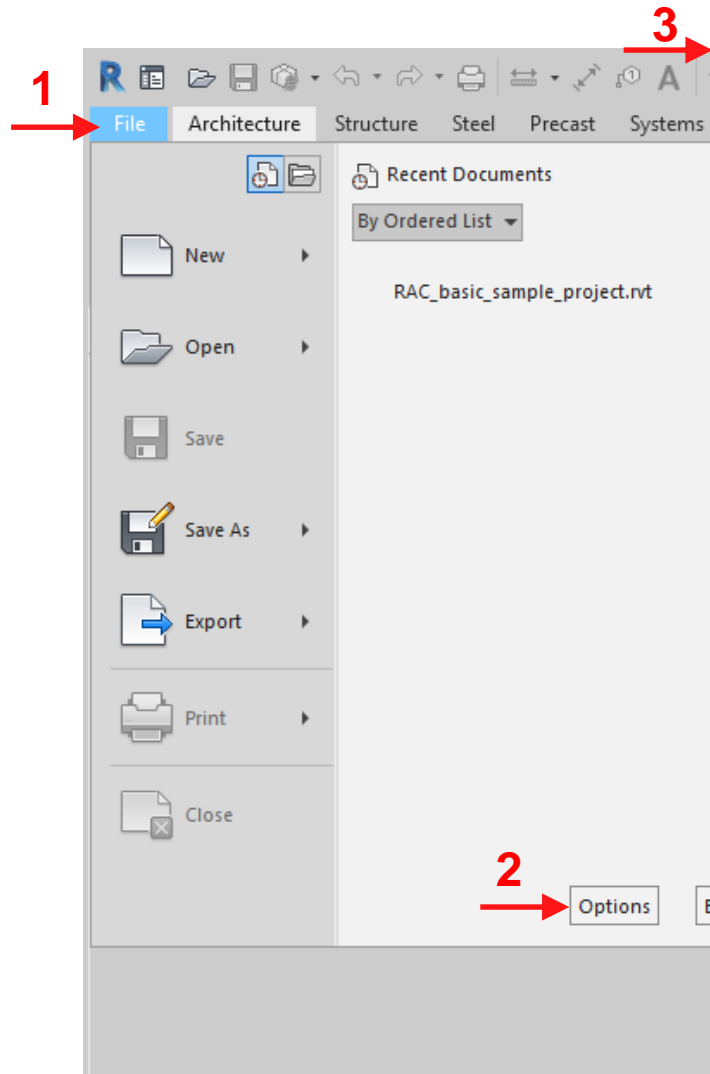 3
1
R
A
File Architecture Structure Steel Precast Systems
Recent Documents
By Ordered List
New
RAC_basic_sample_project.rvt
Open
Save
Save As
Export
Print
Close
2
Options